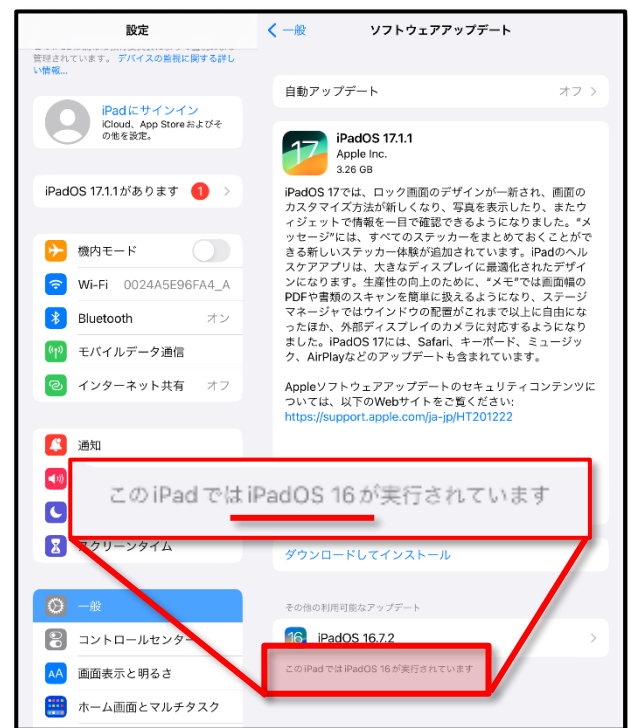 設定
管理されています。デバイスの監視に関する詳し
い情報...
iPadにサインイン
iCloud、App Storeおよびそ
の他を設定。
iPadOS 17.1.1があります 1
機内モード
Wi-Fi 0024A5E96FA4_A
Bluetooth オン
モバイルデータ通信
インターネット共有 オフ
通知
スクリーンタイム
一般
コントロールセンター
AA 画面表示と明るさ
ホーム画面とマルチタスク
一般 ソフトウェアアップデート
自動アップデート オフ
17
iPadOS 17.1.1
Apple Inc.
3.26 GB
iPadOS 17では、ロック画面のデザインが一新され、画面の
カスタマイズ方法が新しくなり、写真を表示したり、またウ
ィジェットで情報を一目で確認できるようになりました。“メ
ッセージ”には、すべてのステッカーをまとめておくことがで
きる新しいステッカー体験が追加されています。iPadのヘル
スケアアプリは、大きなディスプレイに最適化されたデザイ
ンになります。生産性の向上のために、“メモ”では画面幅の
PDFや書類のスキャンを簡単に扱えるようになり、ステージ
マネージャではウインドウの配置がこれまで以上に自由にな
ったほか、外部ディスプレイのカメラに対応するようになり
ました。iPadOS 17には、Safari、キーボード、ミュージッ
ク、AirPlayなどのアップデートも含まれています。
Appleソフトウェアアップデートのセキュリティコンテンツに
ついては、以下のWebサイトをご覧ください:
https://support.apple.com/ja-jp/HT201222
このiPadではiPadOS 16が実行されています
ダウンロードしてインストール
その他の利用可能なアップデート
16 iPadOS 16.7.2
このiPadではiPadOS 16が実行されています